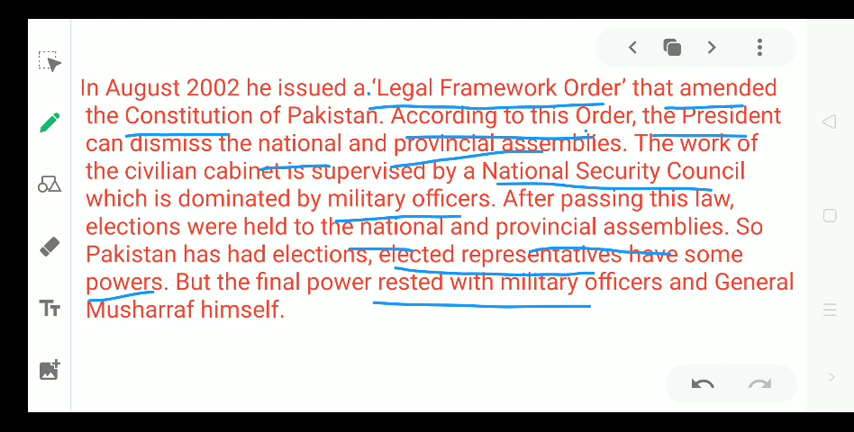 In August 2002 he issued a ‘Legal Framework Order’ that amended
the Constitution of Pakistan. According to this Order, the President
can dismiss the national and provincial assemblies. The work of
the civilian cabinet is supervised by a National Security Council
which is dominated by military officers. After passing this law,
elections were held to the national and provincial assemblies. So
Pakistan has had elections, elected representatives have some
powers. But the final power rested with military officers and General
Musharraf himself.
TT